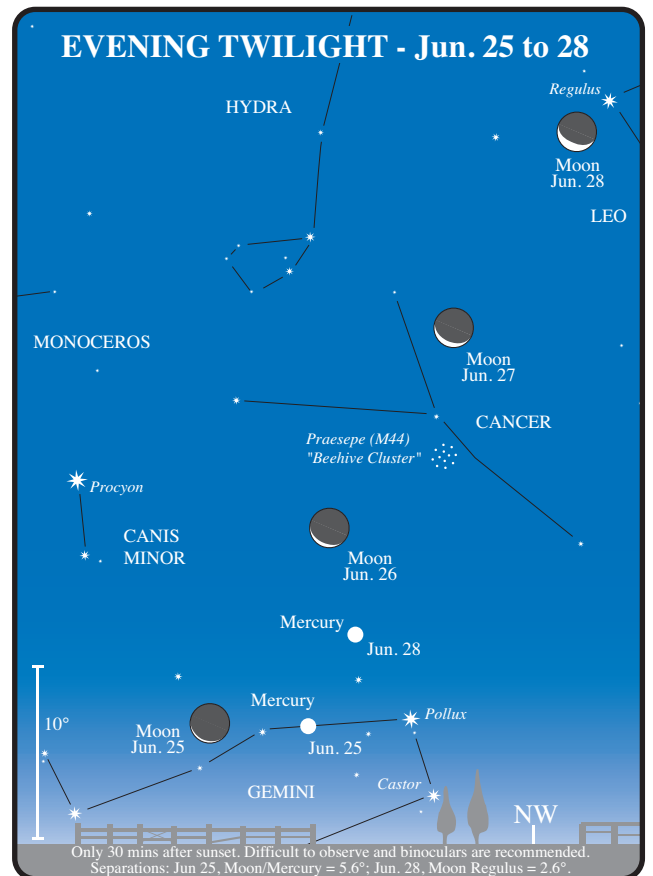 EVENING TWILIGHT - Jun. 25 to 28
Regulus
HYDRA
Moon
Jun. 28
LEO
MONOCEROS
Moon
Jun. 27
CANCER
Praesepe (M44)
"Beehive Cluster"
Procyon
CANIS
MINOR
Moon
Jun. 26
Mercury
Jun. 28
Mercury
Pollux
10°
Moon
Jun. 25
Jun. 25
Castor
GEMINI
NW
Only 30 mins after sunset. Difficult to observe and binoculars are recommended.
Separations: Jun 25, Moon/Mercury = 5.6°; Jun. 28, Moon Regulus = 2.6°.